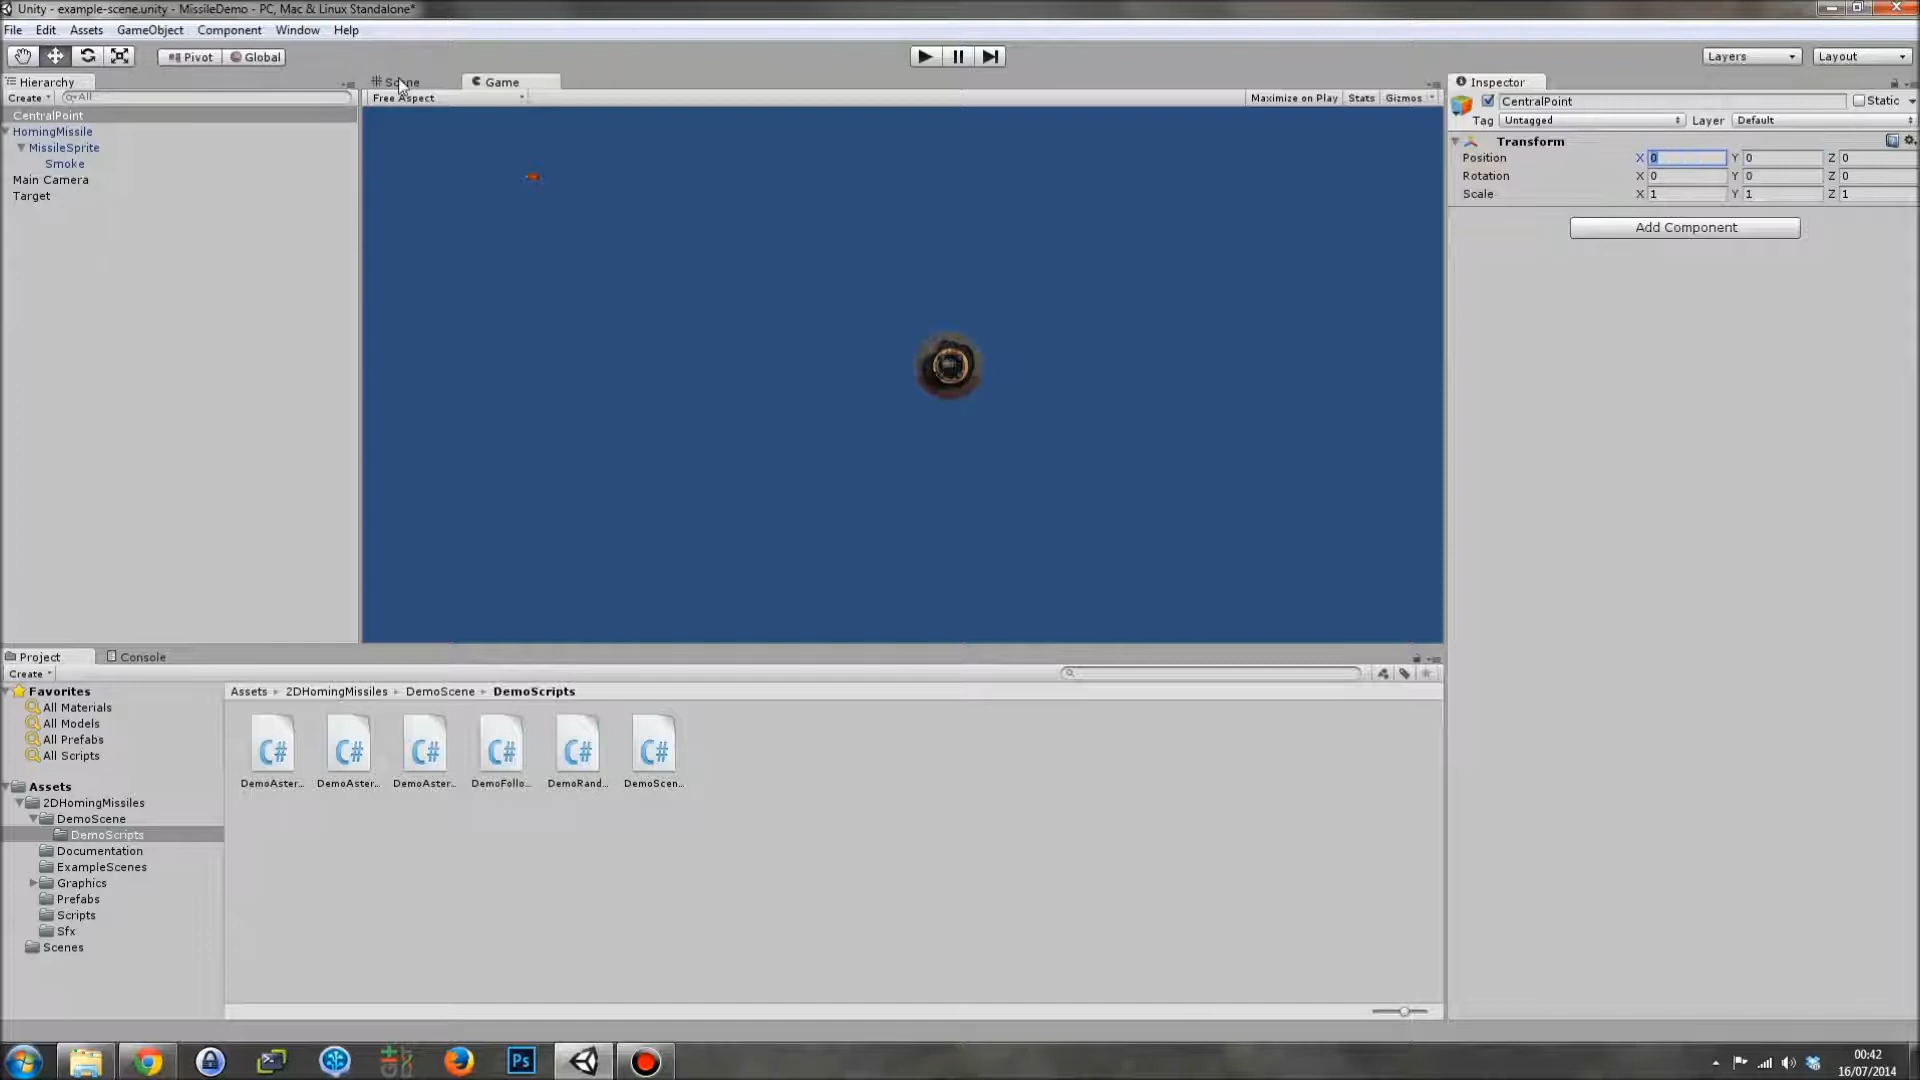 Unity - example-scene.unity - MissileDemo - PC, Mac & Linux Standalone*
File Edit Assets GameObject Component Window Help
Pivot Global Layers Layout
Hierarchy Scene Game Inspector
Create All Free Aspect Maximize on Play Stats Gizmos CentralPoint Static
CentralPoint Tag Untagged Layer Default
HomingMissile Transform
MissileSprite Position X 0 Y 0 Z 0
Smoke Rotation X 0 Y 0 Z 0
Main Camera Scale X 1 Y 1 Z 1
Target
Add Component
Project Console
Create
Favorites Assets 2DHomingMissiles DemoScene DemoScripts
All Materials
All Models
All Prefabs
All Scripts
C# C# C# C# C# C#
DemoAster... DemoAster... DemoAster... DemoFollo... DemoRand... DemoScen...
Assets
2DHomingMissiles
DemoScene
DemoScripts
Documentation
ExampleScenes
Graphics
Prefabs
Scripts
Sfx
Scenes
Ps
00:42
16/07/2014